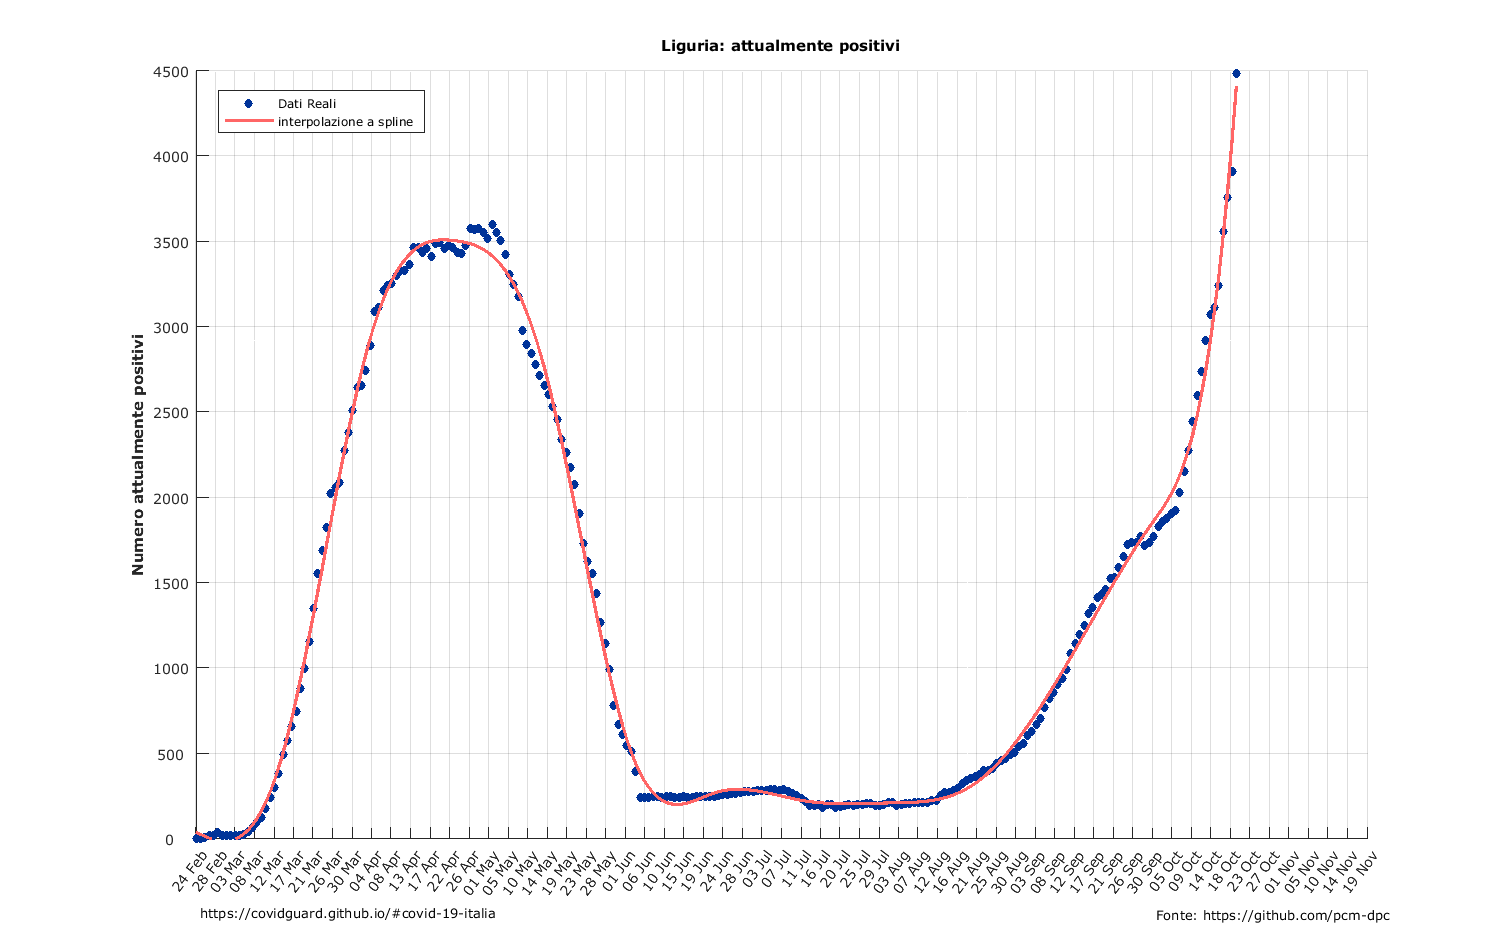 Liguria: attualmente positivi
Dati Reali
interpolazione a spline
Numero attualmente positivi
4500
4000
3500
3000
2500
2000
1500
1000
500
0
24 Feb
28 Feb
03 Mar
08 Mar
12 Mar
17 Mar
21 Mar
26 Mar
30 Mar
04 Apr
08 Apr
13 Apr
17 Apr
22 Apr
26 Apr
01 May
05 May
10 May
14 May
19 May
23 May
28 May
01 Jun
06 Jun
10 Jun
15 Jun
19 Jun
24 Jun
28 Jun
03 Jul
07 Jul
11 Jul
16 Jul
20 Jul
25 Jul
29 Jul
03 Aug
07 Aug
12 Aug
16 Aug
21 Aug
25 Aug
30 Aug
03 Sep
08 Sep
12 Sep
17 Sep
21 Sep
26 Sep
30 Sep
05 Oct
09 Oct
14 Oct
18 Oct
23 Oct
27 Oct
01 Nov
05 Nov
10 Nov
14 Nov
19 Nov
https://covidguard.github.io/#covid-19-italia
Fonte: https://github.com/pcm-dpc